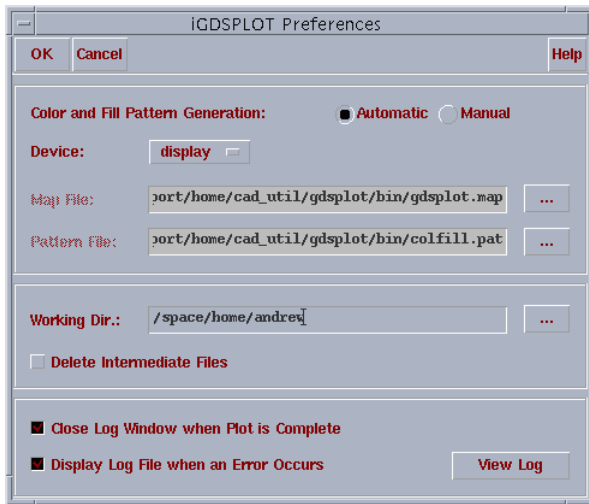 iGDSPLOT Preferences
OK Cancel Help
Color and Fill Pattern Generation: Automatic Manual
Device: display
Map File: port/home/cad_util/gdsplot/bin/gdsplot.map ...
Pattern File: port/home/cad_util/gdsplot/bin/colfill.pat ...
Working Dir.: /space/home/andrew ...
Delete Intermediate Files
Close Log Window when Plot is Complete
Display Log File when an Error Occurs View Log